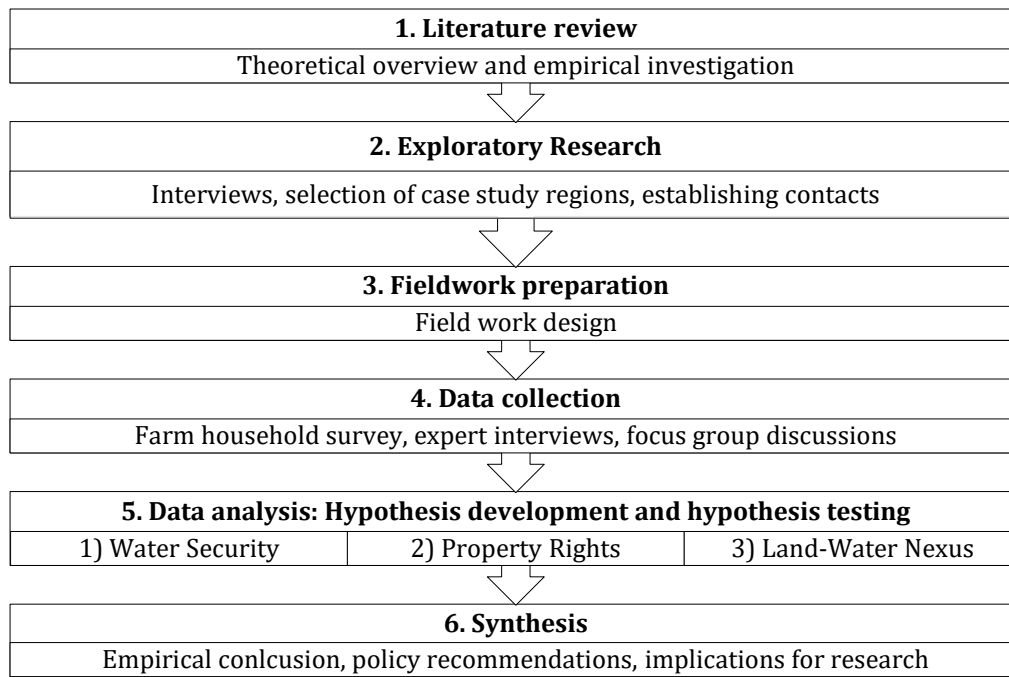 1. Literature review
Theoretical overview and empirical investigation
2. Exploratory Research
Interviews, selection of case study regions, establishing contacts
3. Fieldwork preparation
Field work design
4. Data collection
Farm household survey, expert interviews, focus group discussions
5. Data analysis: Hypothesis development and hypothesis testing
1) Water Security
2) Property Rights
3) Land-Water Nexus
6. Synthesis
Empirical conlcusion, policy recommendations, implications for research